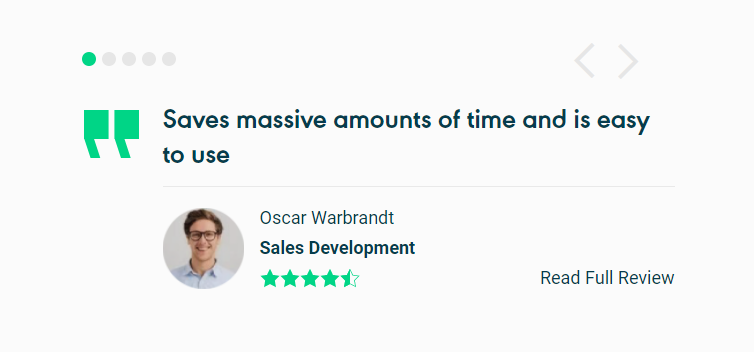 Saves massive amounts of time and is easy
to use
Oscar Warbrandt
Sales Development
Read Full Review